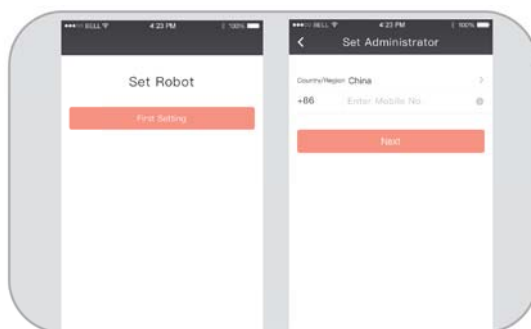 4:23 PM
100%
Set Robot
First Setting
BELL
4:23 PM
100%
Set Administrator
Country/Region China
+86 Enter Mobile No
Next